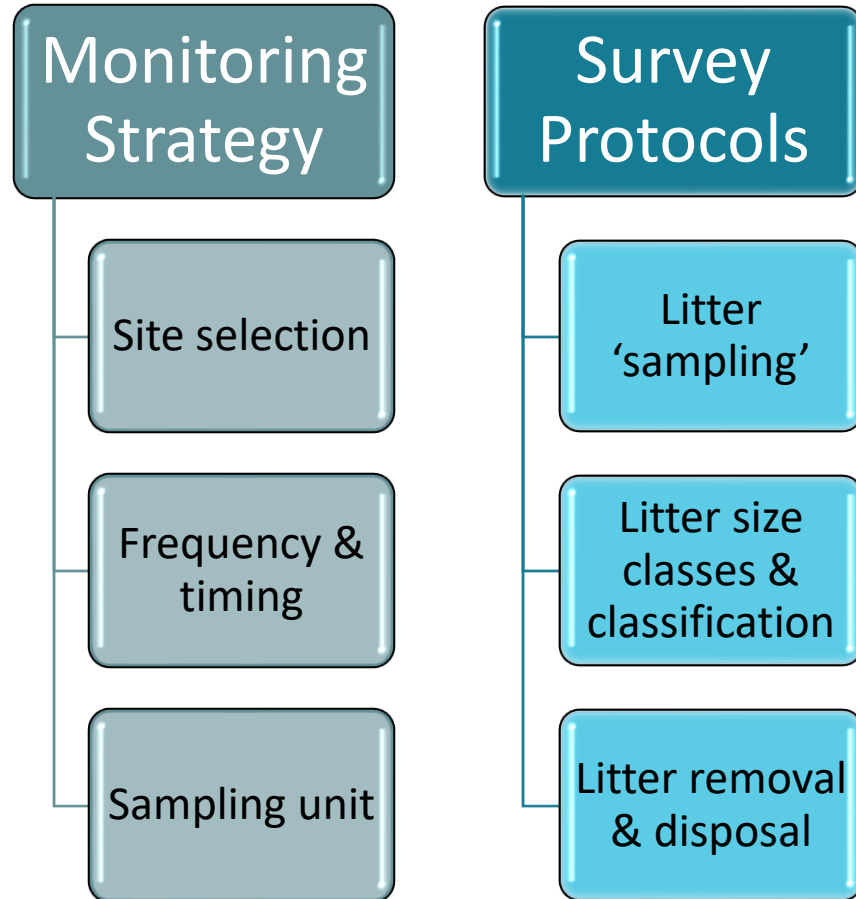 Monitoring
Strategy
Site selection
Frequency &
timing
Sampling unit
Survey
Protocols
Litter
‘sampling’
Litter size
classes &
classification
Litter removal
& disposal